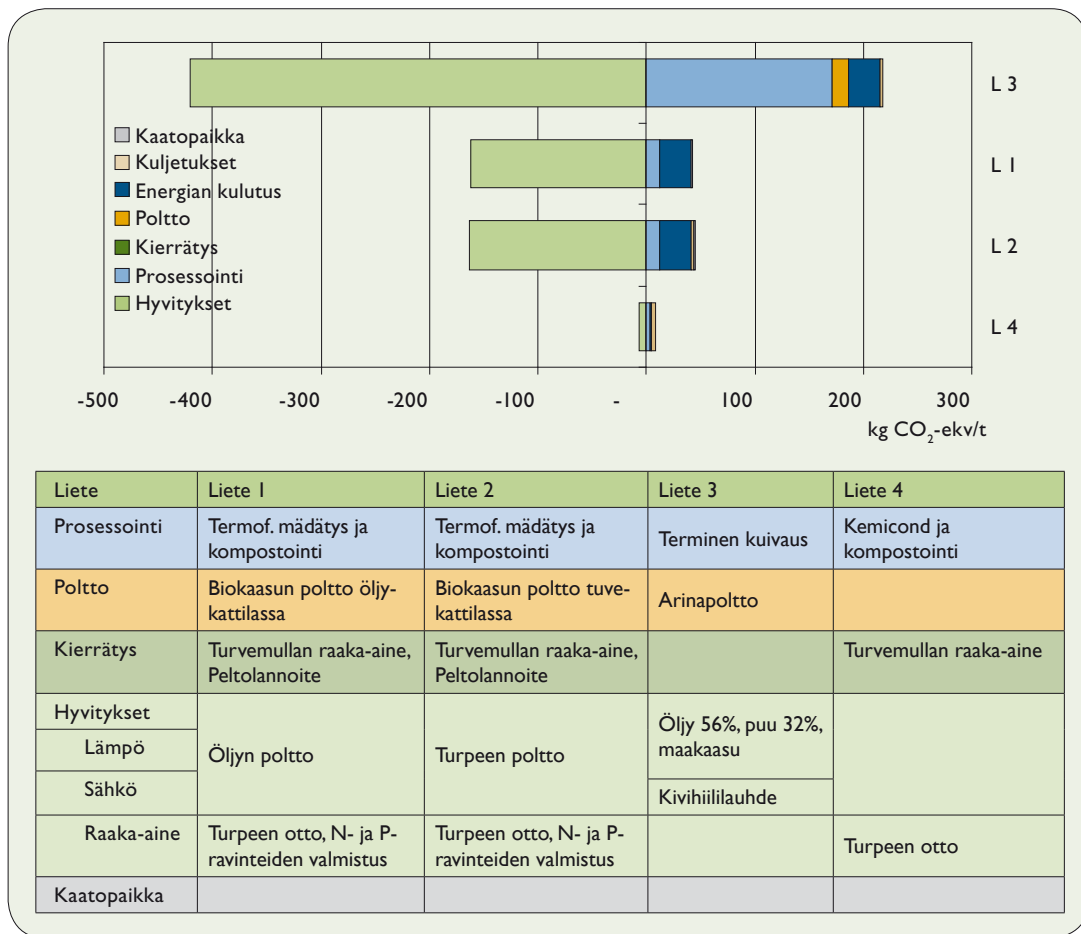 L 3
L 1
L 2
L 4
Kaatopaikka
Kuljetukset
Energian kulutus
Poltto
Kierrätys
Prosessointi
Hyvitykset
-500 -400 -300 -200 -100 - 100 200 300
kg CO₂-ekv/t
Liete Liete 1 Liete 2 Liete 3 Liete 4
Prosessointi
Termof. mädätys ja
kompostointi
Termof. mädätys ja
kompostointi
Terminen kuivaus
Kemicond ja
kompostointi
Poltto
Biokaasun poltto öljy-
kattilassa
Biokaasun poltto tuve-
kattilassa
Arinapoltto
Kierrätys
Turvemullan raaka-aine,
Peltolannoite
Turvemullan raaka-aine,
Peltolannoite
Turvemullan raaka-aine
Hyvitykset
Lämpö
Sähkö
Öljyn poltto
Turpeen poltto
Öljy 56%, puu 32%,
maakaasu
Kivihiililauhde
Raaka-aine
Turpeen otto, N- ja P-
ravinteiden valmistus
Turpeen otto, N- ja P-
ravinteiden valmistus
Turpeen otto
Kaatopaikka